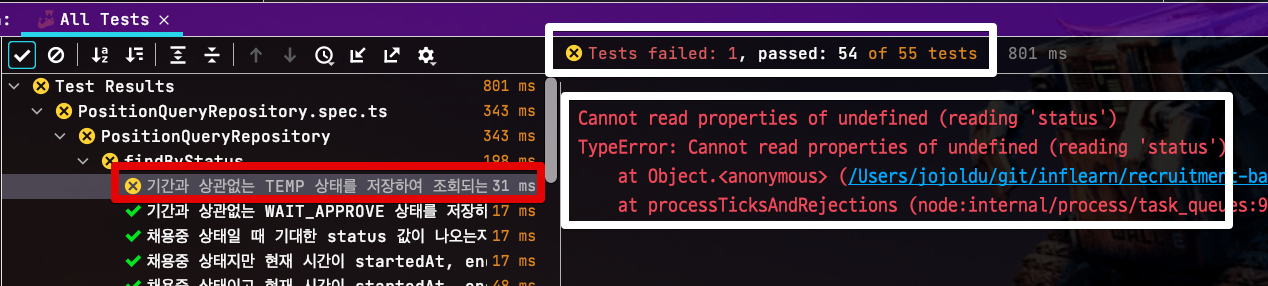 All Tests ×
Tests failed: 1, passed: 54 of 55 tests 801 ms
Test Results 801 ms
PositionQueryRepository.spec.ts 343 ms
PositionQueryRepository 343 ms
findByStatus 198 ms
기간과 상관없는 TEMP 상태를 저장하여 조회되는 31 ms
기간과 상관없는 WAIT_APPROVE 상태를 저장하 17 ms
채용중 상태일 때 기대한 status 값이 나오는지 17 ms
채용중 상태지만 현재 시간이 startedAt, en 17 ms
채용중 상태이고 현재 시간이 startedAt, en 48 ms
Cannot read properties of undefined (reading 'status')
TypeError: Cannot read properties of undefined (reading 'status')
at Object.<anonymous> (/Users/jojoldu/git/inflearn/recruitment-ba
at processTicksAndRejections (node:internal/process/task_queues:9